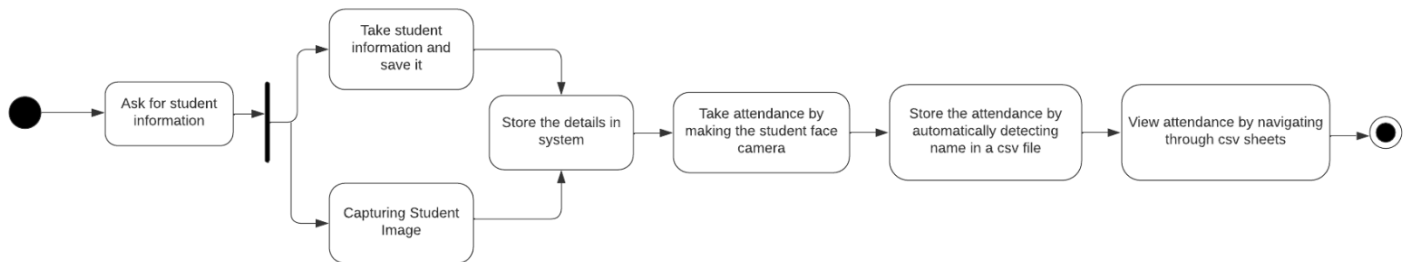 Ask for student
information
Take student
information and
save it
Capturing Student
Image
Store the details in
system
Take attendance by
making the student face
camera
Store the attendance by
automatically detecting
name in a csv file
View attendance by navigating
through csv sheets